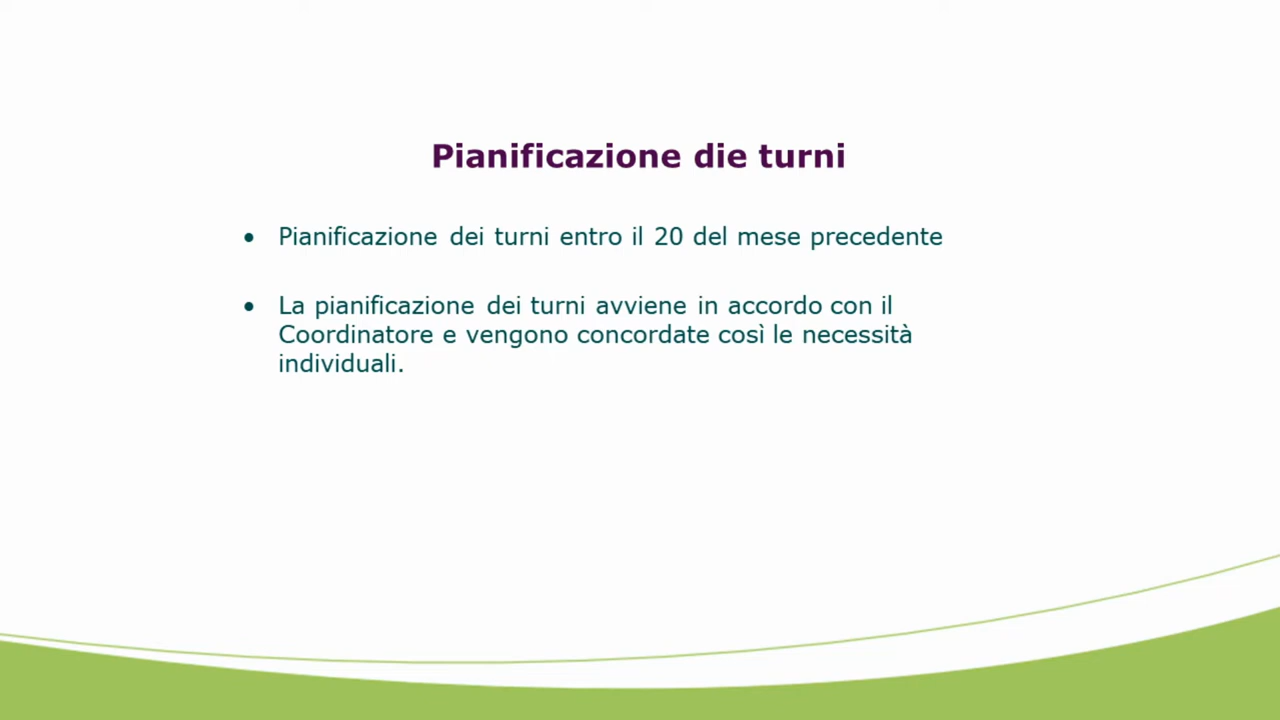 Pianificazione die turni
• Pianificazione dei turni entro il 20 del mese precedente
• La pianificazione dei turni avviene in accordo con il
Coordinatore e vengono concordate così le necessità
individuali.